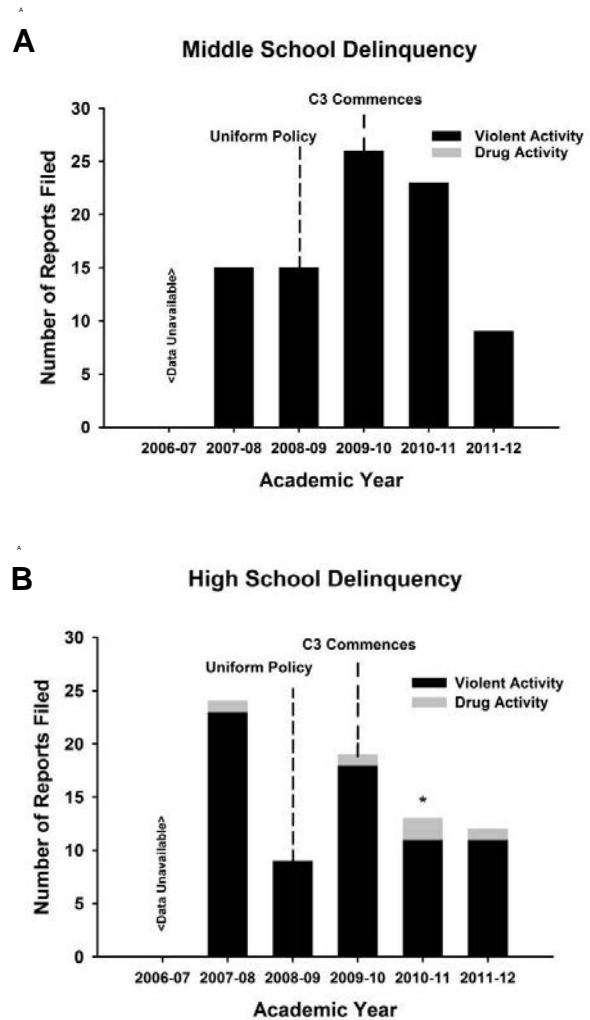 A
A
Middle School Delinquency
C3 Commences
Uniform Policy
Violent Activity
Drug Activity
Number of Reports Filed
30
25
20
15
10
5
0
<Data Unavailable>
2006-07 2007-08 2008-09 2009-10 2010-11 2011-12
Academic Year
A
B
High School Delinquency
C3 Commences
Uniform Policy
Violent Activity
Drug Activity
Number of Reports Filed
30
25
20
15
10
5
0
*
<Data Unavailable>
2006-07 2007-08 2008-09 2009-10 2010-11 2011-12
Academic Year